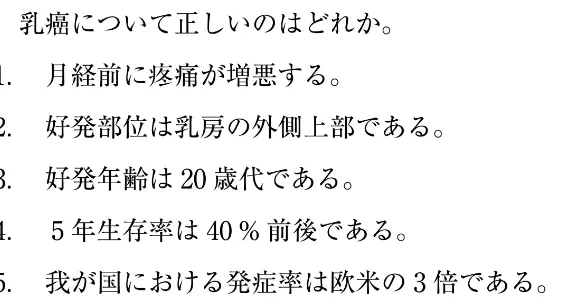 乳癌について正しいのはどれか。
1. 月経前に疼痛が増悪する。
2. 好発部位は乳房の外側上部である。
3. 好発年齢は 20 歳代である。
4. 5 年生存率は 40 % 前後である。
5. 我が国における発症率は欧米の 3 倍である。